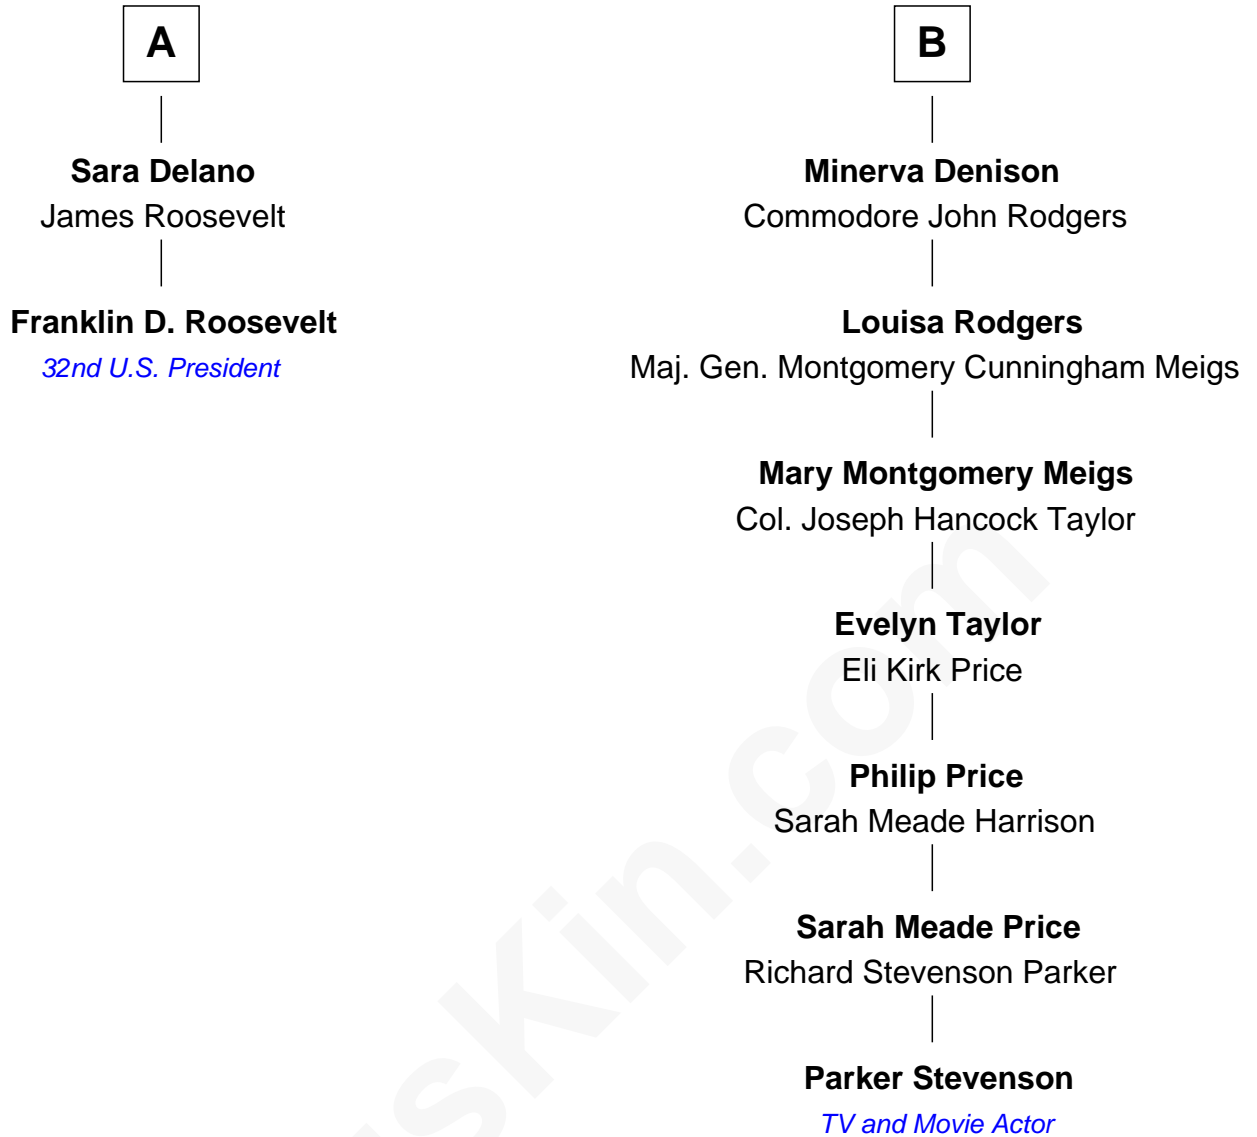 A
Sara Delano
James Roosevelt
Franklin D. Roosevelt
32nd U.S. President
B
Minerva Denison
Commodore John Rodgers
Louisa Rodgers
Maj. Gen. Montgomery Cunningham Meigs
Mary Montgomery Meigs
Col. Joseph Hancock Taylor
Evelyn Taylor
Eli Kirk Price
Philip Price
Sarah Meade Harrison
Sarah Meade Price
Richard Stevenson Parker
Parker Stevenson
TV and Movie Actor
sKin.com